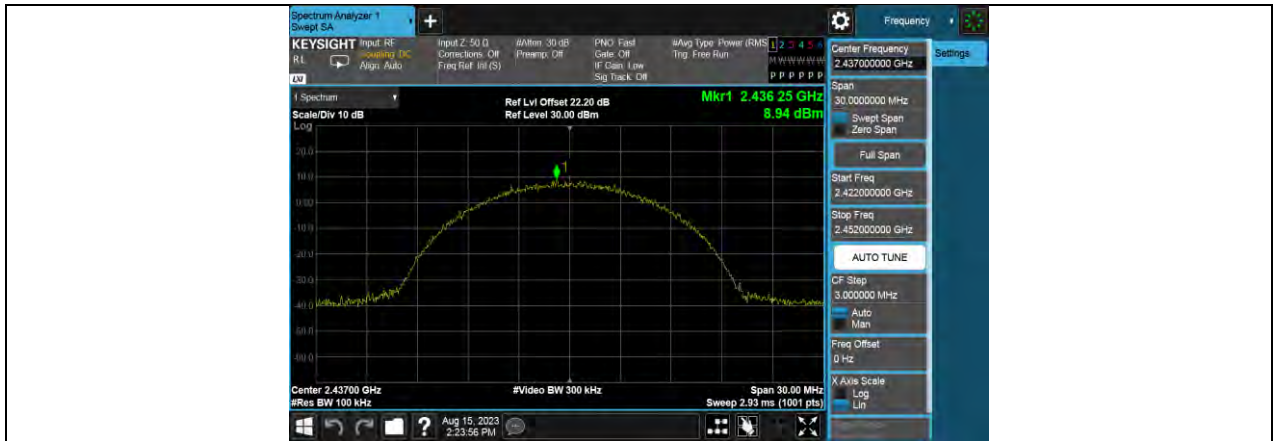 Spectrum Analyzer 1
Swept SA
+
Frequency
KEYSIGHT
R L
LXI
Input: RF
Coupling: DC
Align: Auto
Input Z: 50 Ω
Corrections: Off
Freq Ref: Int (S)
#Atten: 30 dB
Preamp: Off
PNO: Fast
Gate: Off
IF Gain: Low
Sig Track: Off
#Avg Type: Power (RMS
Trig: Free Run
1 2 3 4 5 6
M W W W W W
P P P P P P
Center Frequency
2.437000000 GHz
Settings
Span
30.0000000 MHz
Swept Span
Zero Span
Full Span
Start Freq
2.422000000 GHz
Stop Freq
2.452000000 GHz
AUTO TUNE
CF Step
3.000000 MHz
Auto
Man
Freq Offset
0 Hz
X Axis Scale
Log
Lin
1 Spectrum
Scale/Div 10 dB
Ref Lvl Offset 22.20 dB
Ref Level 30.00 dBm
Mkr1 2.436 25 GHz
8.94 dBm
Log
1
20.0
10.0
0.00
-10.0
-20.0
-30.0
-40.0
-50.0
-60.0
Center 2.43700 GHz
#Video BW 300 kHz
Span 30.00 MHz
#Res BW 100 kHz
Sweep 2.93 ms (1001 pts)
?
Aug 15, 2023
2:23:56 PM